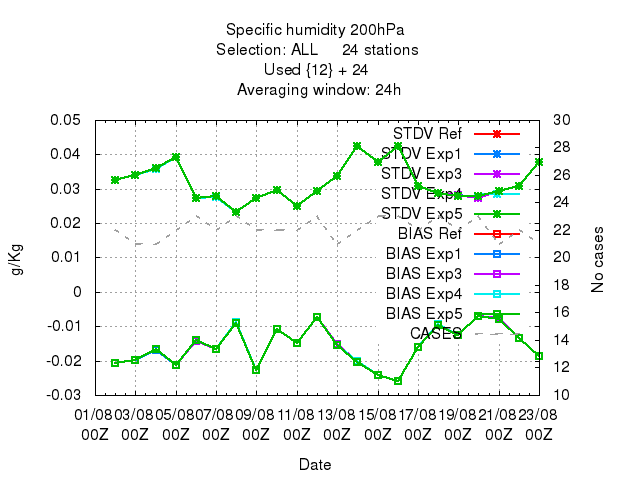 Specific humidity 200hPa
Selection: ALL 24 stations
Used {12} + 24
Averaging window: 24h
0.05
0.04
0.03
0.02
0.01
0
-0.01
-0.02
-0.03
g/Kg
30
28
26
24
22
20
18
16
14
12
10
No cases
STDV Ref
STDV Exp1
STDV Exp3
STDV Exp4
STDV Exp5
BIAS Ref
BIAS Exp1
BIAS Exp3
BIAS Exp4
BIAS Exp5
CASES
01/08 03/08 05/08 07/08 09/08 11/08 13/08 15/08 17/08 19/08 21/08 23/08
00Z 00Z 00Z 00Z 00Z 00Z 00Z 00Z 00Z 00Z 00Z 00Z
Date